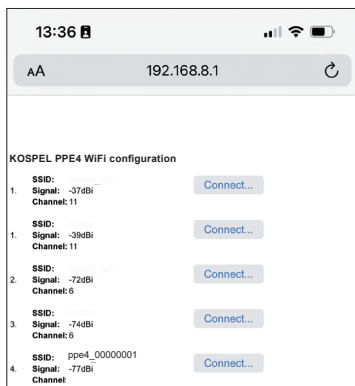 13:36
AA 192.168.8.1
KOSPEL PPE4 WiFi configuration
SSID:
1. Signal: -37dBi Connect...
Channel: 11
SSID:
1. Signal: -39dBi Connect...
Channel: 11
SSID:
2. Signal: -72dBi Connect...
Channel: 6
SSID:
3. Signal: -74dBi Connect...
Channel: 6
SSID: ppe4_00000001
4. Signal: -77dBi Connect...
Channel: